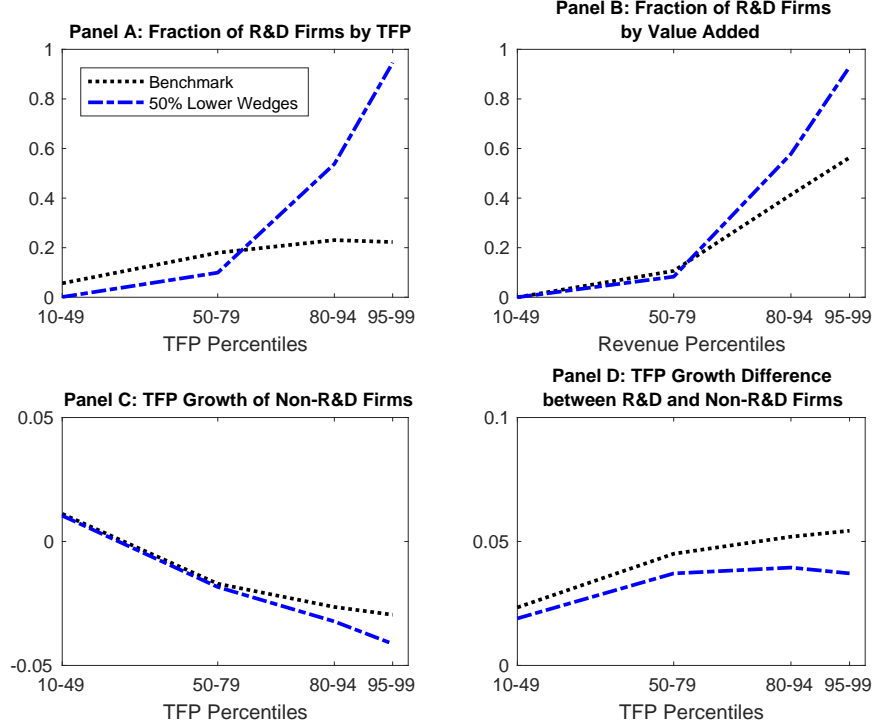 Panel A: Fraction of R&D Firms by TFP
1
0.8
0.6
0.4
0.2
0
Benchmark
50% Lower Wedges
10-49 50-79 80-94 95-99
TFP Percentiles
Panel B: Fraction of R&D Firms
by Value Added
1
0.8
0.6
0.4
0.2
0
10-49 50-79 80-94 95-99
Revenue Percentiles
Panel C: TFP Growth of Non-R&D Firms
0.05
0
-0.05
10-49 50-79 80-94 95-99
TFP Percentiles
Panel D: TFP Growth Difference
between R&D and Non-R&D Firms
0.1
0.05
0
10-49 50-79 80-94 95-99
TFP Percentiles